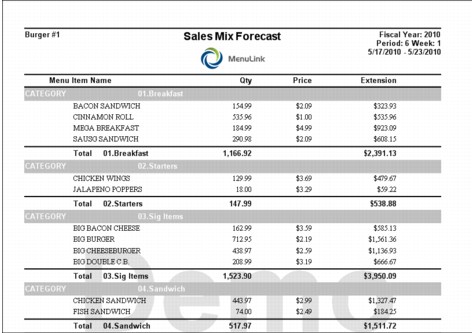 Burger #1 Sales Mix Forecast Fiscal Year: 2010
Period: 6 Week: 1
5/17/2010 - 5/23/2010
MenuLink
Menu Item Name Qty Price Extension
CATEGORY 01.Breakfast
BACON SANDWICH 154.99 $2.09 $323.93
CINNAMON ROLL 535.96 $1.00 $535.96
MEGA BREAKFAST 184.99 $4.99 $923.09
SAUSG SANDWICH 290.98 $2.09 $608.15
Total 01.Breakfast 1,166.92 $2,391.13
CATEGORY 02.Starters
CHICKEN WINGS 129.99 $3.69 $479.67
JALAPENO POPPERS 18.00 $3.29 $59.22
Total 02.Starters 147.99 $538.88
CATEGORY 03.Sig Items
BIG BACON CHEESE 162.99 $3.59 $585.13
BIG BURGER 712.95 $2.19 $1,561.36
BIG CHEESEBURGER 438.97 $2.59 $1,136.93
BIG DOUBLE C.B. 208.99 $3.19 $666.67
Total 03.Sig Items 1,523.90 $3,950.09
CATEGORY 04.Sandwich
CHICKEN SANDWICH 443.97 $2.99 $1,327.47
FISH SANDWICH 74.00 $2.49 $184.25
Total 04.Sandwich 517.97 $1,511.72
Demo